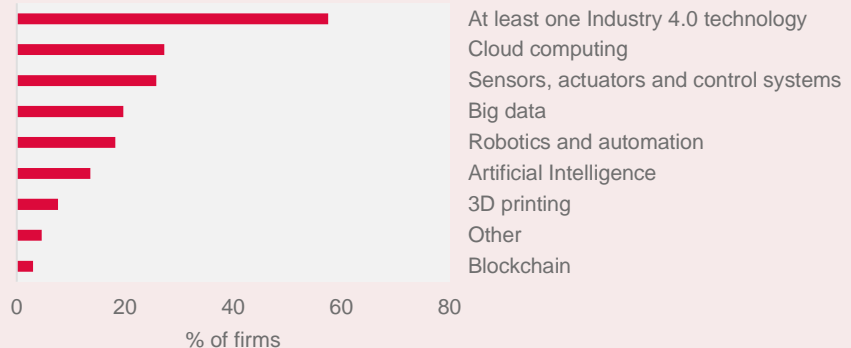 At least one Industry 4.0 technology
Cloud computing
Sensors, actuators and control systems
Big data
Robotics and automation
Artificial Intelligence
3D printing
Other
Blockchain
0 20 40 60 80
% of firms